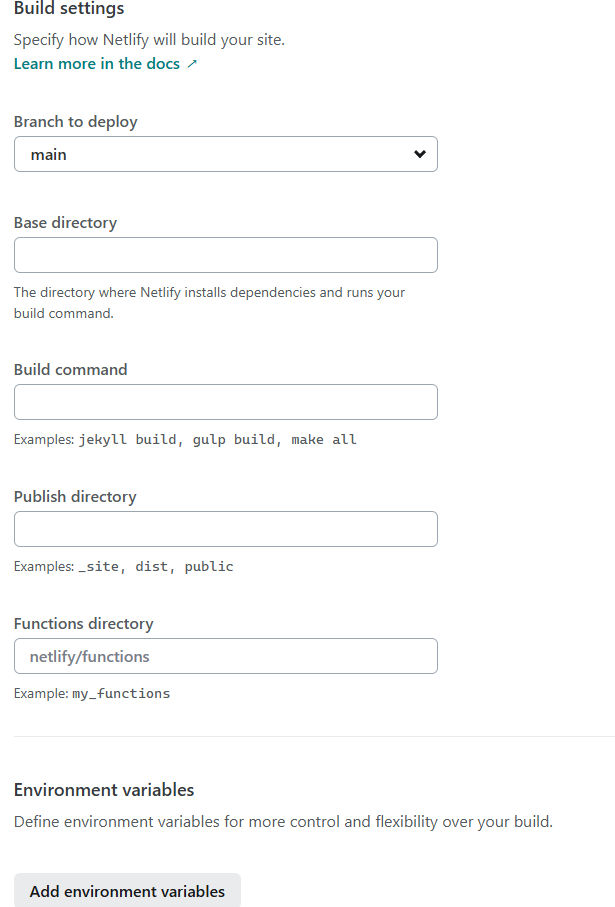 Build settings
Specify how Netlify will build your site.
Learn more in the docs ↗
Branch to deploy
main
Base directory
The directory where Netlify installs dependencies and runs your
build command.
Build command
Examples: jekyll build, gulp build, make all
Publish directory
Examples: _site, dist, public
Functions directory
netlify/functions
Example: my_functions
Environment variables
Define environment variables for more control and flexibility over your build.
Add environment variables